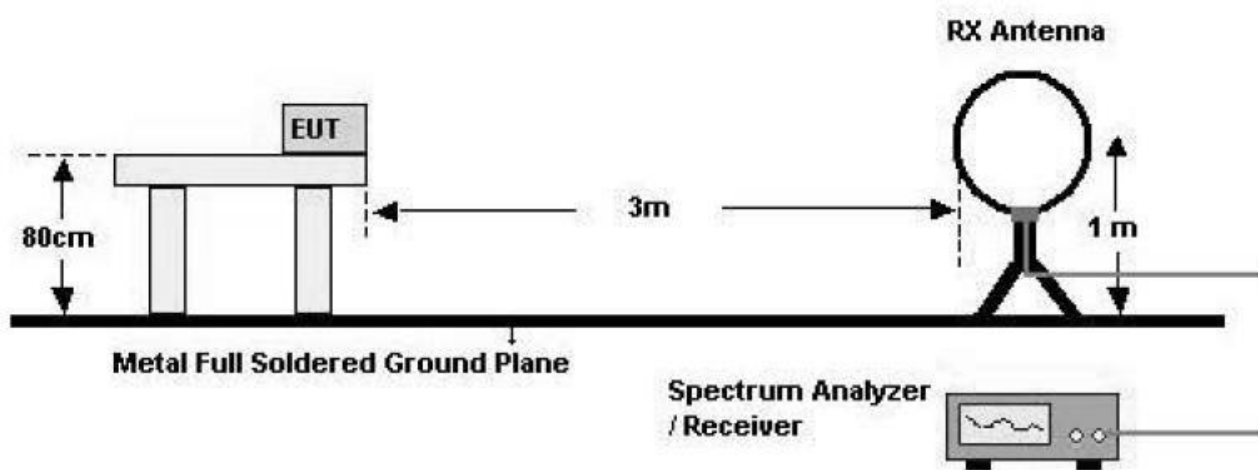 RX Antenna
EUT
3m
80cm
1 m
Metal Full Soldered Ground Plane
Spectrum Analyzer
/ Receiver